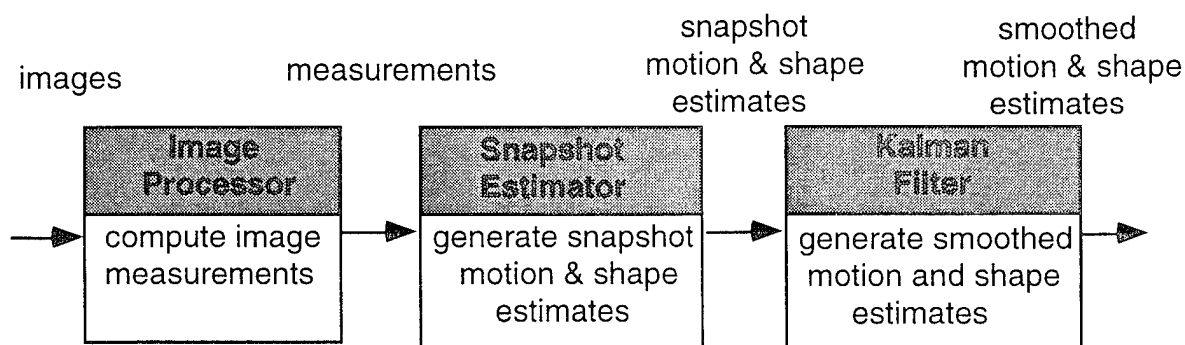 images
measurements
snapshot
motion & shape
estimates
smoothed
motion & shape
estimates
Image
Processor
compute image
measurements
Snapshot
Estimator
generate snapshot
motion & shape
estimates
Kalman
Filter
generate smoothed
motion and shape
estimates